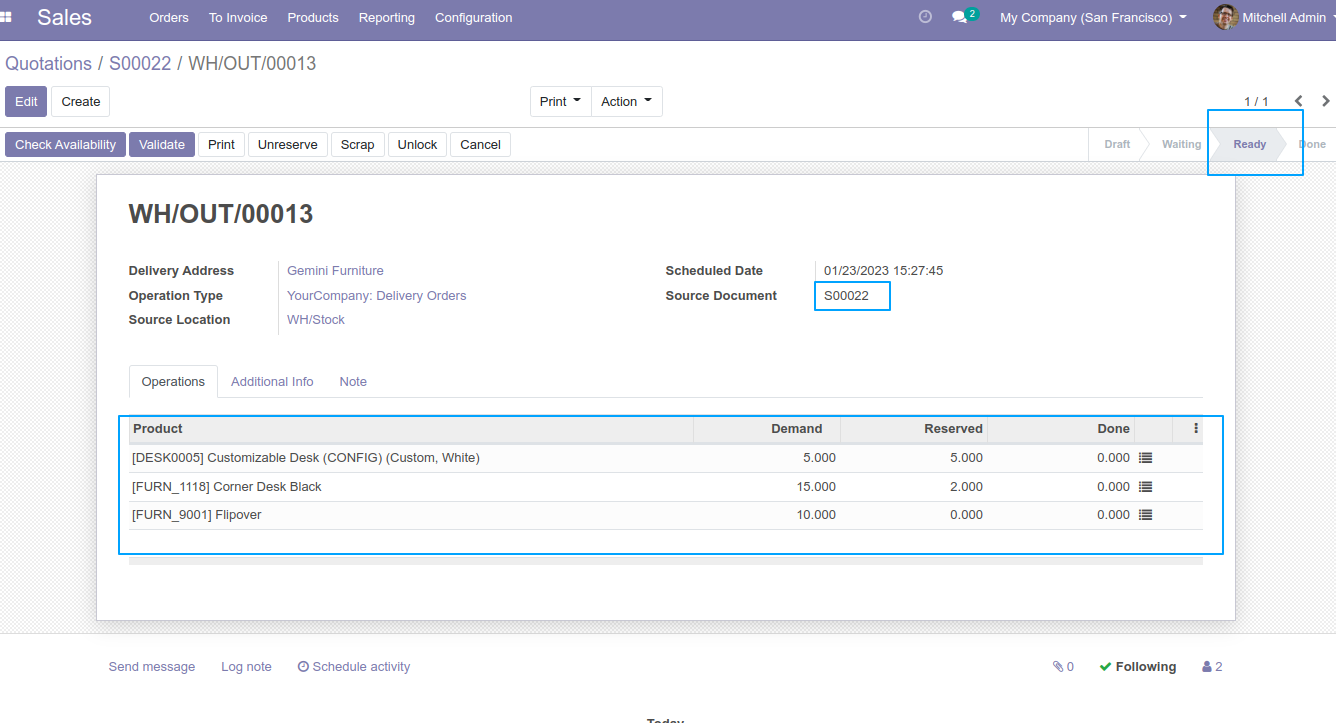 Sales Orders To Invoice Products Reporting Configuration 2 My Company (San Francisco) Mitchell Admin
Quotations / S00022 / WH/OUT/00013
Edit Create Print Action 1 / 1
Check Availability Validate Print Unreserve Scrap Unlock Cancel Draft Waiting Ready Done
WH/OUT/00013
Delivery Address Gemini Furniture Scheduled Date 01/23/2023 15:27:45
Operation Type YourCompany: Delivery Orders Source Document S00022
Source Location WH/Stock
Operations Additional Info Note
Product Demand Reserved Done
[DESK0005] Customizable Desk (CONFIG) (Custom, White) 5.000 5.000 0.000
[FURN_1118] Corner Desk Black 15.000 2.000 0.000
[FURN_9001] Flipover 10.000 0.000 0.000
Send message Log note Schedule activity 0 Following 2
Today